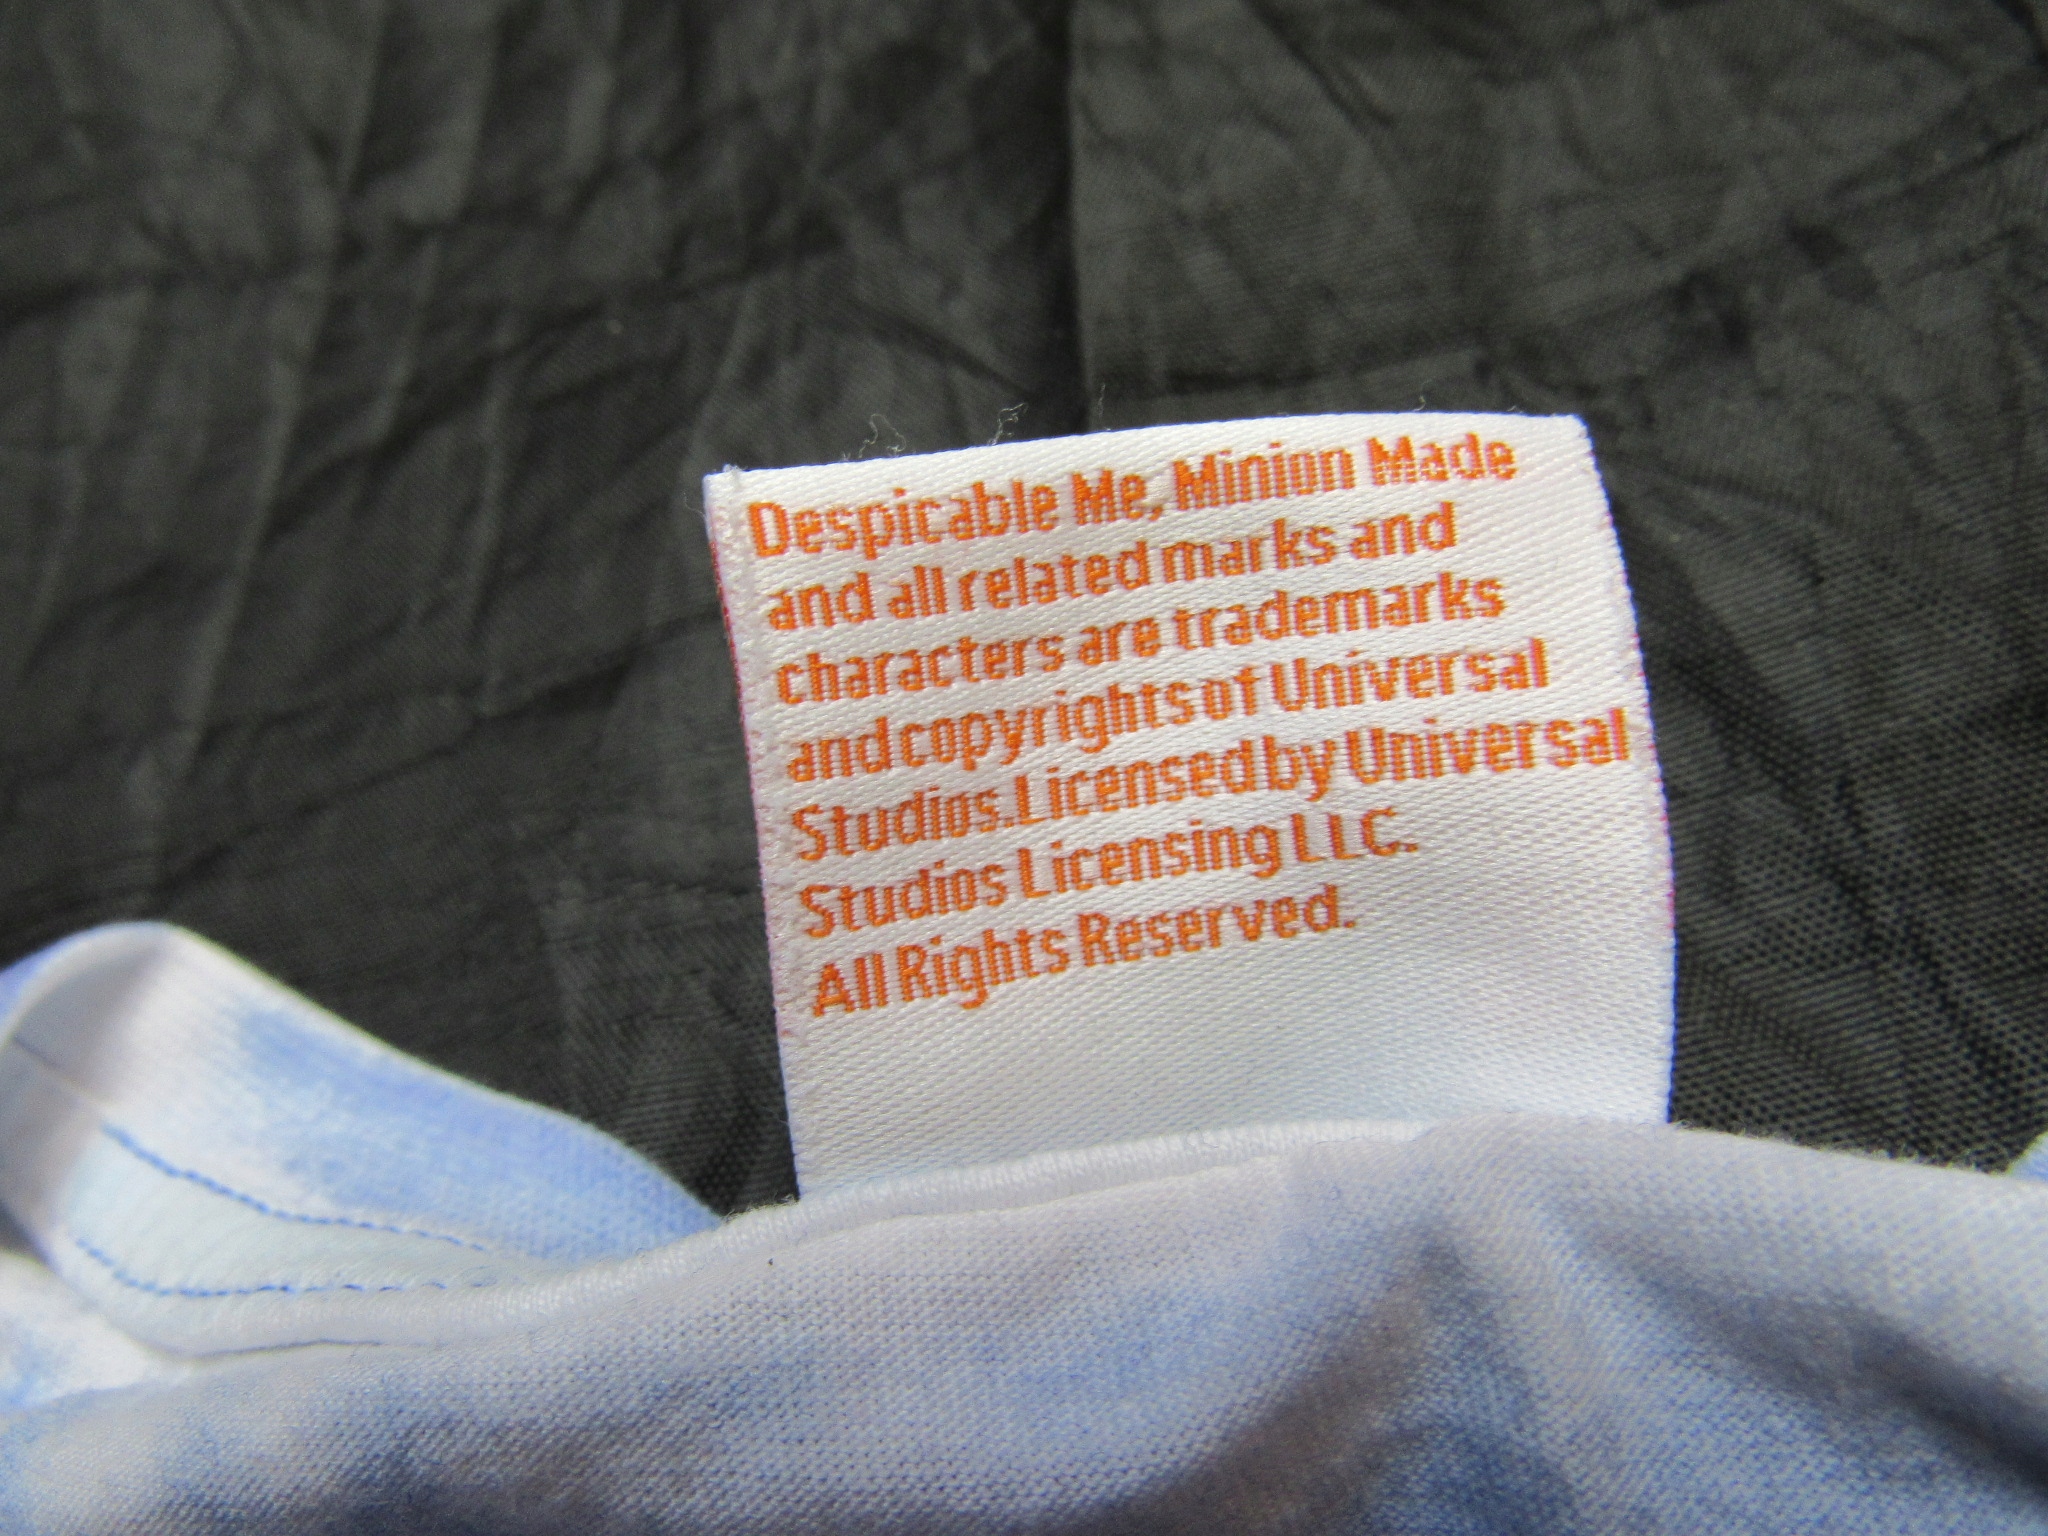 Despicable Me, Minion Made
and all related marks and
characters are trademarks
and copyrights of Universal
Studios. Licensed by Universal
Studios Licensing LLC.
All Rights Reserved.